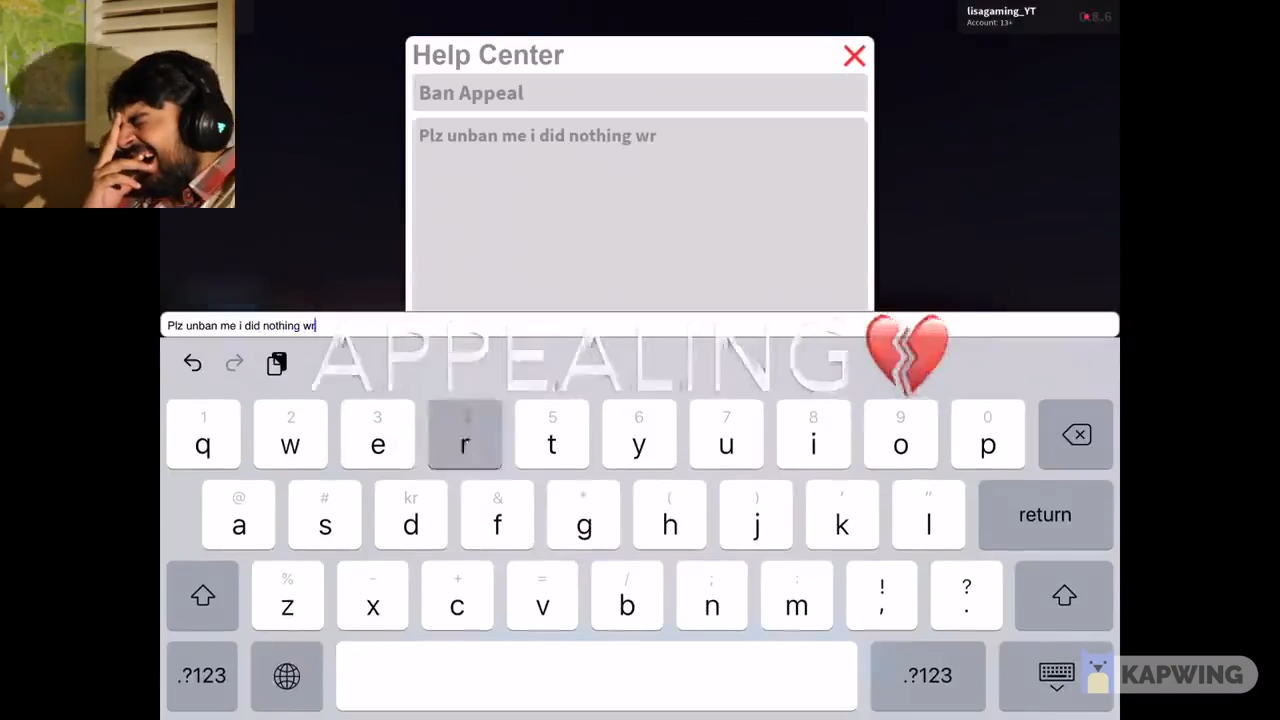 lisagaming_YT
Account: 13+
Help Center
Ban Appeal
Plz unban me i did nothing wr
Plz unban me i did nothing wr
APPEALING💔
1 2 3 5 6 7 8 9 0
q w e r t y u i o p
@ # kr & * ( ) ' "
a s d f g h j k l return
% - + = / ; : ! ?
z x c v b n m , .
.?123 .?123
KAPWING